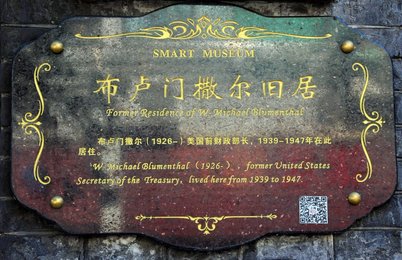 SMART MUSEUM
布卢门撒尔旧居
Former Residence of W. Michael Blumenthal
布卢门撒尔（1926-）美国前财政部长，1939-1947年在此
居住。
W. Michael Blumenthal (1926-) , former United States
Secretary of the Treasury, lived here from 1939 to 1947.